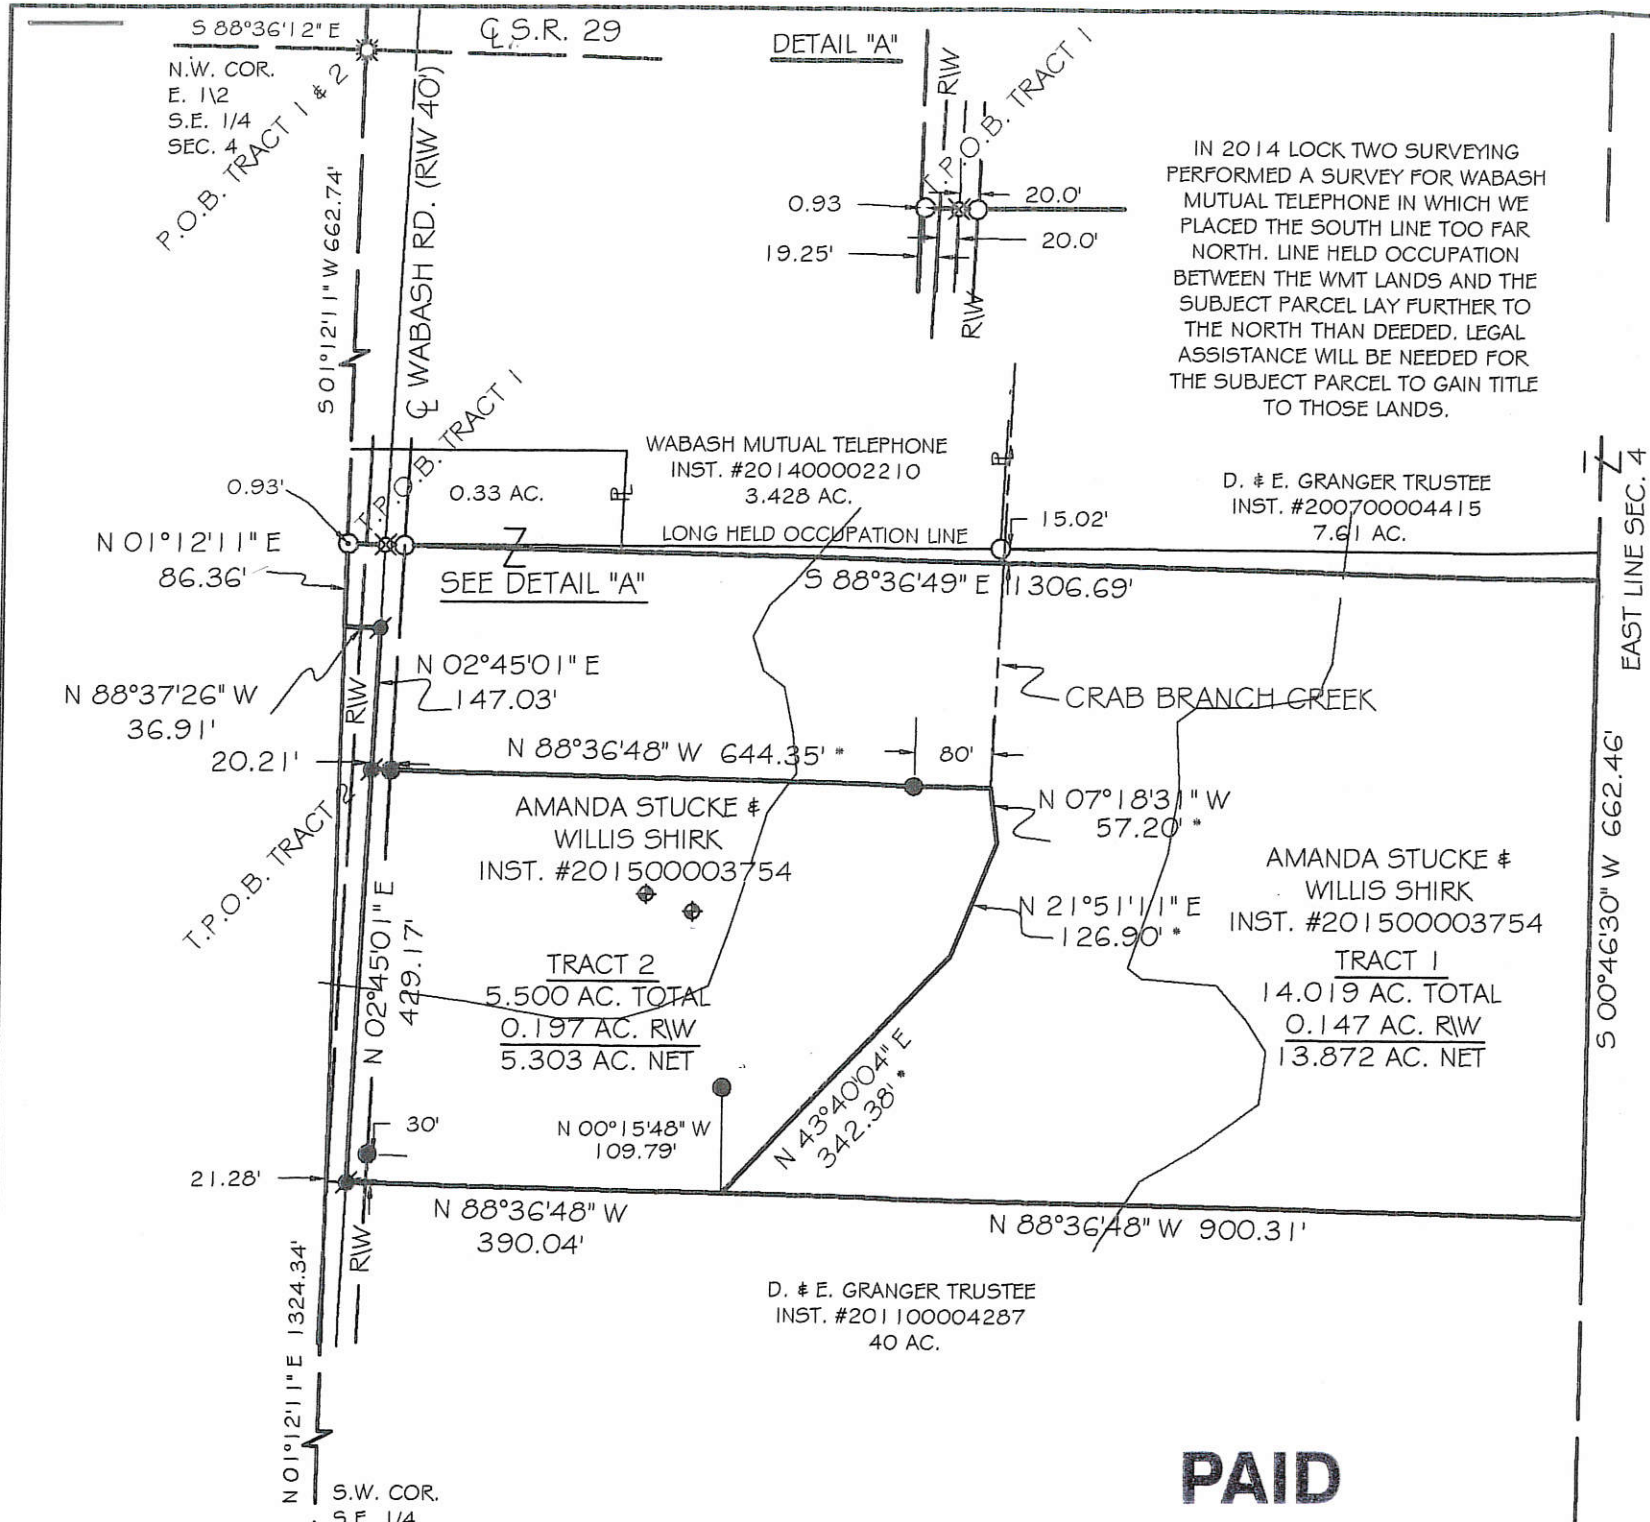 S 88°36'12" E
℄ S.R. 29
DETAIL "A"
N.W. COR.
E. 1\2
S.E. 1/4
SEC. 4
P.O.B. TRACT 1 & 2
S 01°12'11" W 662.74'
℄ WABASH RD. (R\W 40')
R\W
T.P.O.B. TRACT 1
0.93
20.0'
20.0'
19.25'
R\W
IN 2014 LOCK TWO SURVEYING
PERFORMED A SURVEY FOR WABASH
MUTUAL TELEPHONE IN WHICH WE
PLACED THE SOUTH LINE TOO FAR
NORTH. LINE HELD OCCUPATION
BETWEEN THE WMT LANDS AND THE
SUBJECT PARCEL LAY FURTHER TO
THE NORTH THAN DEEDED. LEGAL
ASSISTANCE WILL BE NEEDED FOR
THE SUBJECT PARCEL TO GAIN TITLE
TO THOSE LANDS.
T.P.O.B. TRACT 1
WABASH MUTUAL TELEPHONE
INST. #201400002210
3.428 AC.
0.33 AC.
D. & E. GRANGER TRUSTEE
INST. #200700004415
7.61 AC.
EAST LINE SEC. 4
0.93'
N 01°12'11" E
86.36'
LONG HELD OCCUPATION LINE
15.02'
SEE DETAIL "A"
S 88°36'49" E 1306.69'
N 88°37'26" W
36.91'
R\W
N 02°45'01" E
147.03'
CRAB BRANCH CREEK
20.21'
N 88°36'48" W 644.35' *
80'
T.P.O.B. TRACT 2
AMANDA STUCKE &
WILLIS SHIRK
INST. #201500003754
N 07°18'31" W
57.20' *
N 21°51'11" E
126.90' *
AMANDA STUCKE &
WILLIS SHIRK
INST. #201500003754
TRACT 1
14.019 AC. TOTAL
0.147 AC. R\W
13.872 AC. NET
S 00°46'30" W 662.46'
N 02°45'01" E
429.17'
TRACT 2
5.500 AC. TOTAL
0.197 AC. R\W
5.303 AC. NET
N 43°40'04" E
342.38' *
30'
N 00°15'48" W
109.79'
21.28'
R\W
N 88°36'48" W
390.04'
N 88°36'48" W 900.31'
D. & E. GRANGER TRUSTEE
INST. #201100004287
40 AC.
N 01°12'11" E 1324.34'
PAID
S.W. COR.
S.E. 1/4